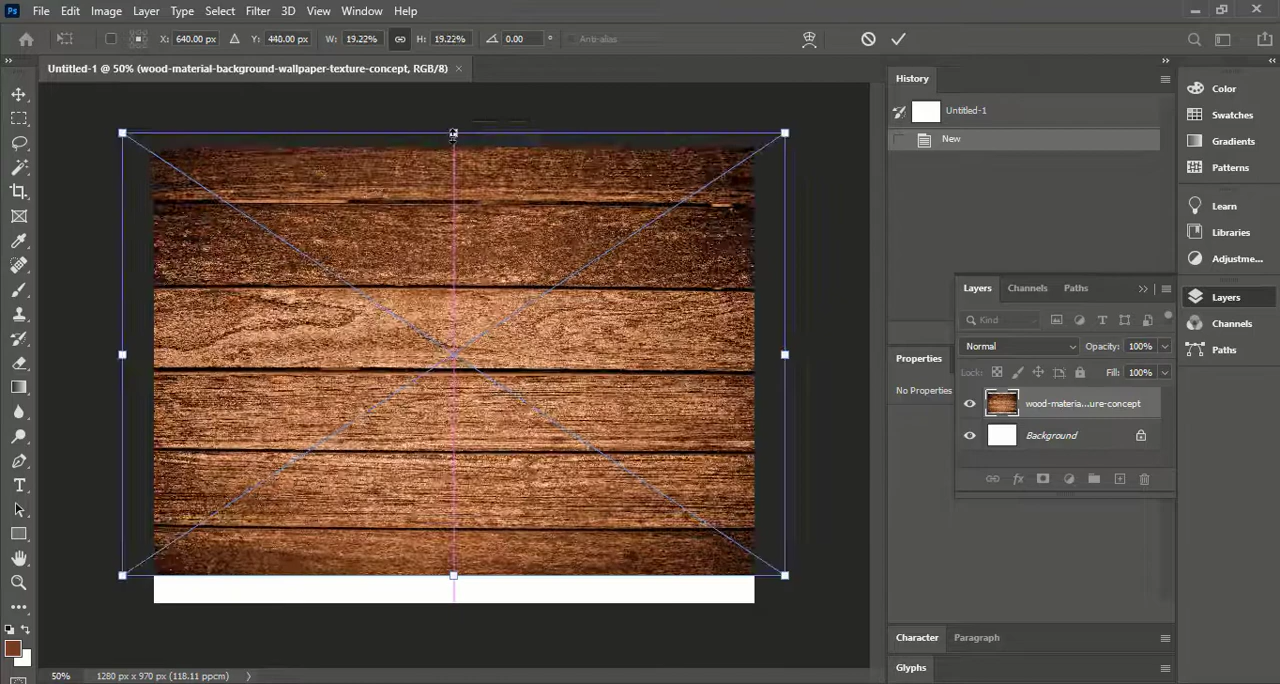 Ps File Edit Image Layer Type Select Filter 3D View Window Help
X: 640.00 px Y: 440.00 px W: 19.22% H: 19.22% 0.00 ° Anti-alias
Untitled-1 @ 50% (wood-material-background-wallpaper-texture-concept, RGB/8) ×
History
Untitled-1
New
Color
Swatches
Gradients
Patterns
Learn
Libraries
Adjustme...
Layers
Channels
Paths
Layers Channels Paths
Kind
Normal Opacity: 100%
Lock: Fill: 100%
wood-materia...ure-concept
Background
Properties
No Properties
Character Paragraph
Glyphs
50% 1280 px x 970 px (118.11 ppcm)